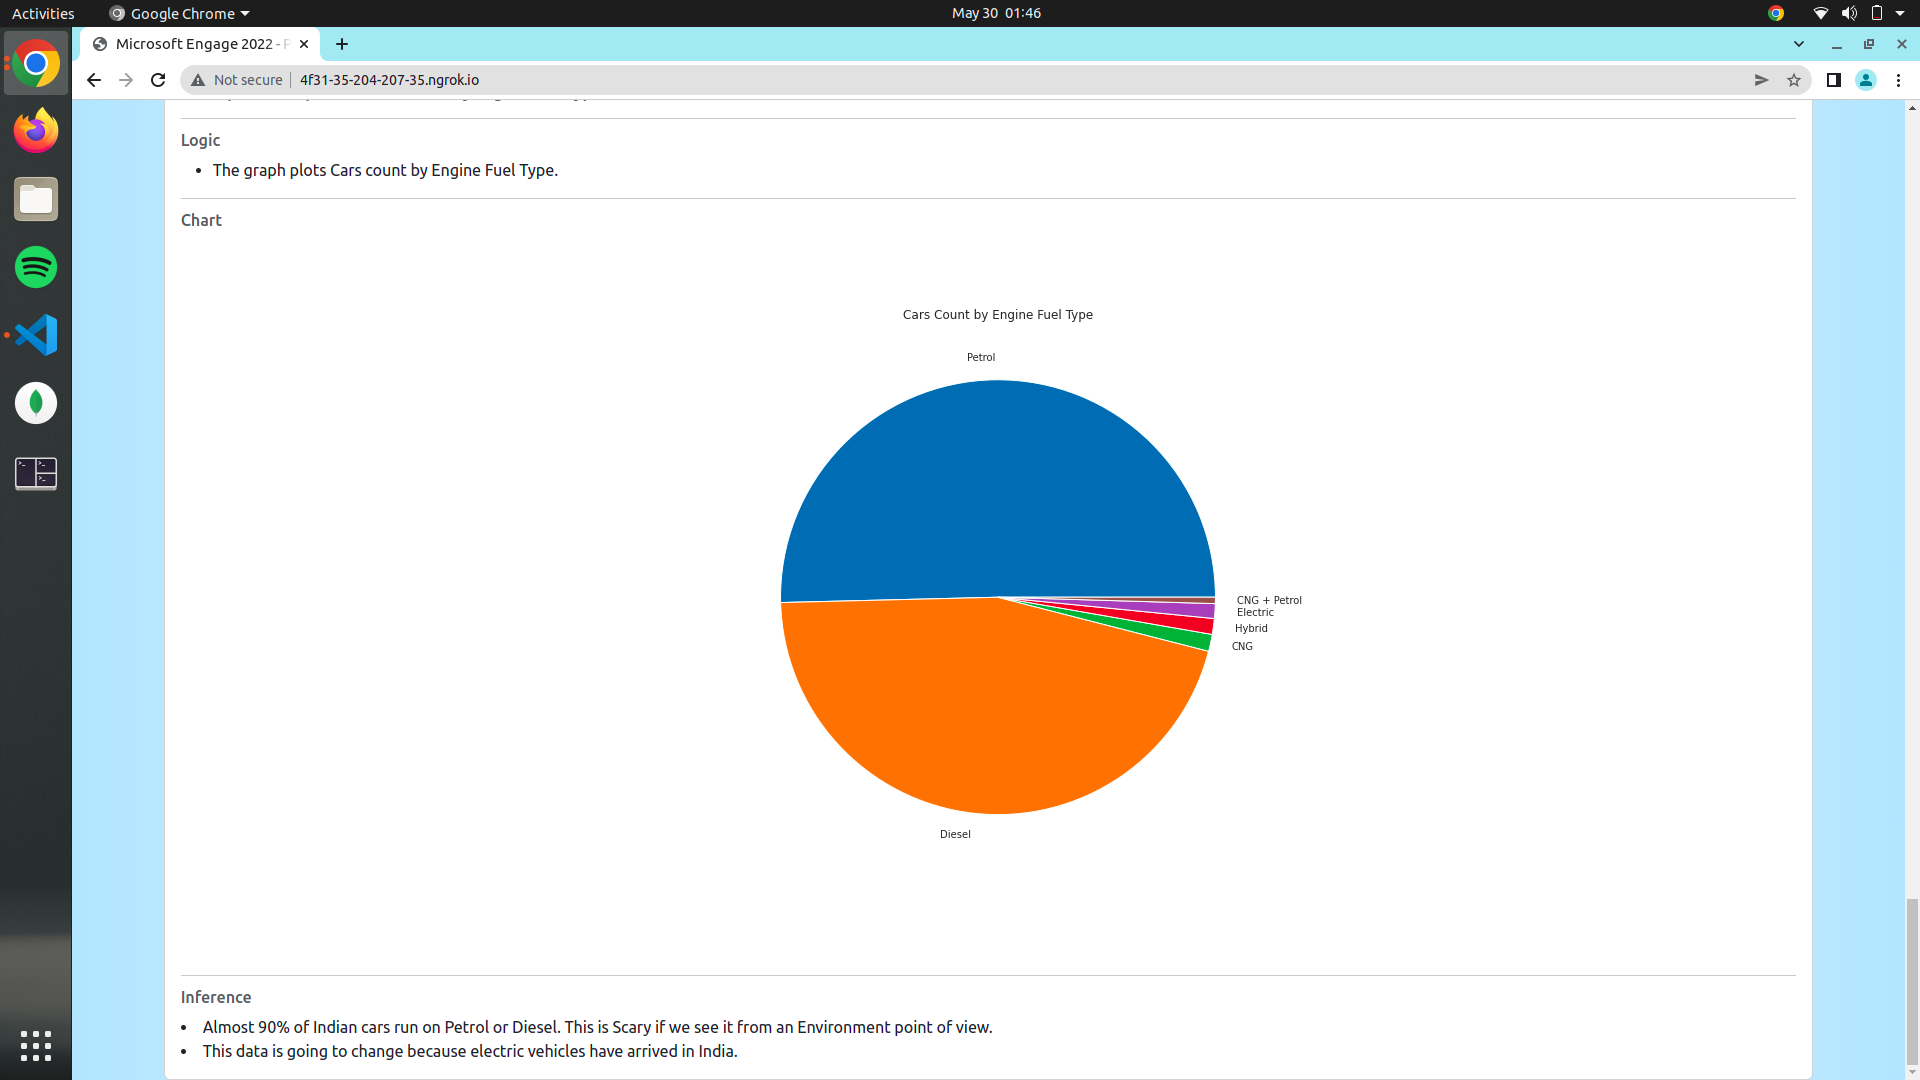 Activities
Google Chrome
May 30 01:46
Microsoft Engage 2022 - P
Not secure
4f31-35-204-207-35.ngrok.io
Logic
• The graph plots Cars count by Engine Fuel Type.
Chart
Cars Count by Engine Fuel Type
Petrol
CNG + Petrol
Electric
Hybrid
CNG
Diesel
Inference
• Almost 90% of Indian cars run on Petrol or Diesel. This is Scary if we see it from an Environment point of view.
• This data is going to change because electric vehicles have arrived in India.